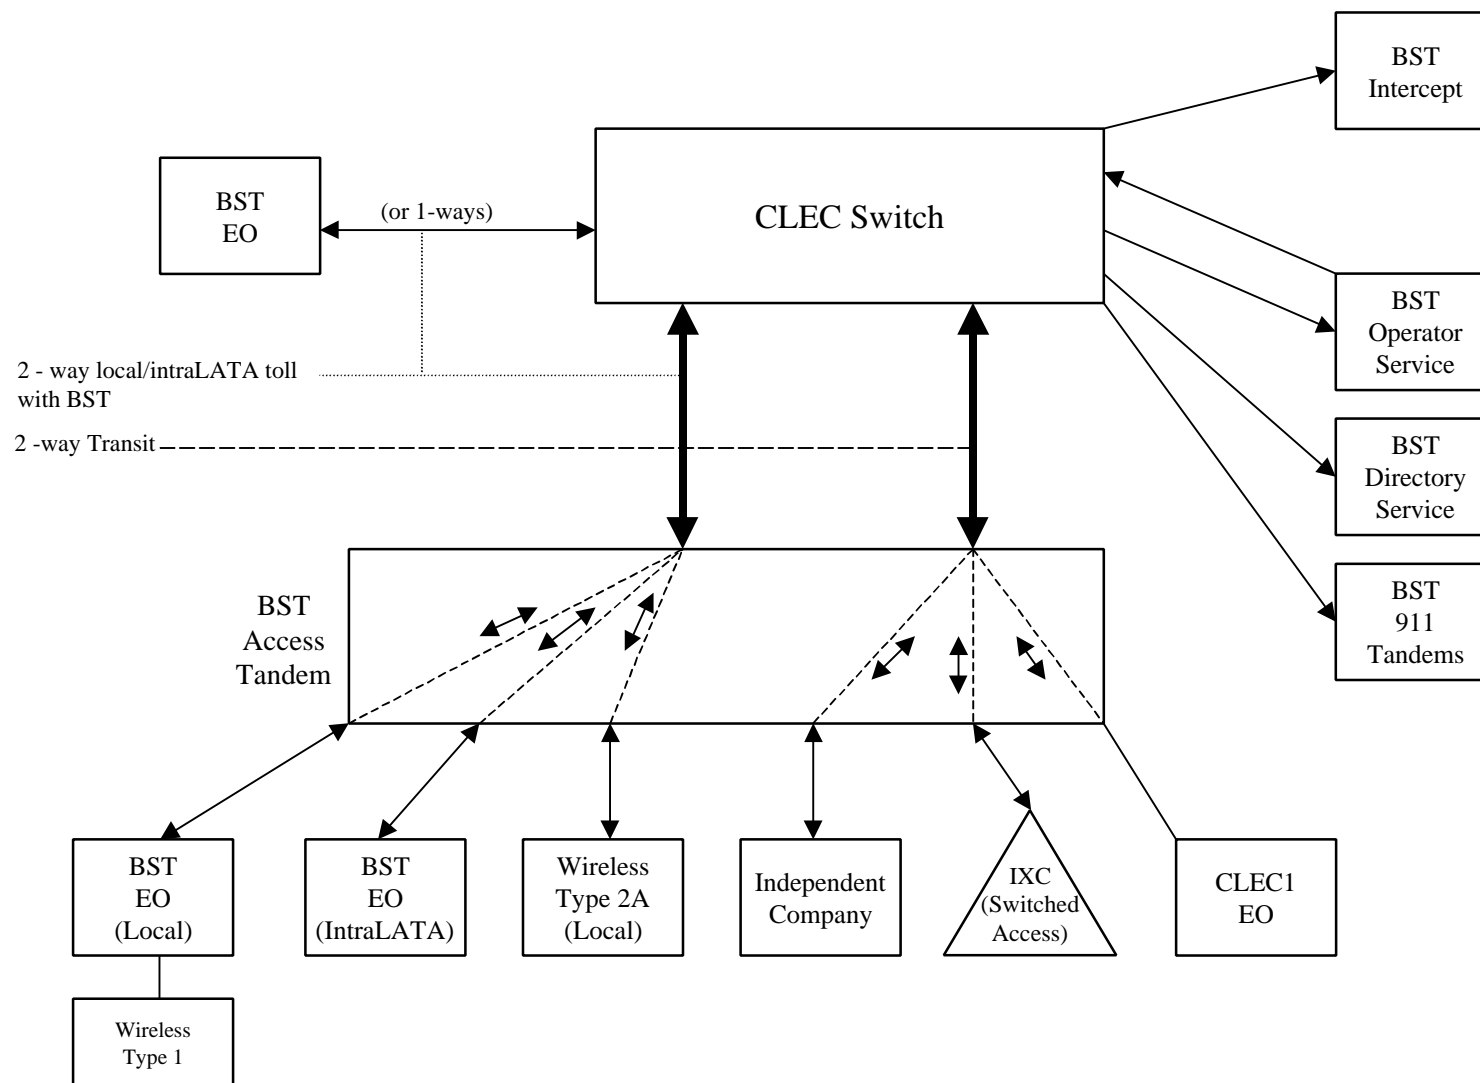 BST
Intercept
BST
EO
(or 1-ways)
CLEC Switch
BST
Operator
Service
2 - way local/intraLATA toll
with BST
2 -way Transit
BST
Directory
Service
BST
911
Tandems
BST
Access
Tandem
BST
EO
(Local)
BST
EO
(IntraLATA)
Wireless
Type 2A
(Local)
Independent
Company
IXC
(Switched
Access)
CLEC1
EO
Wireless
Type 1